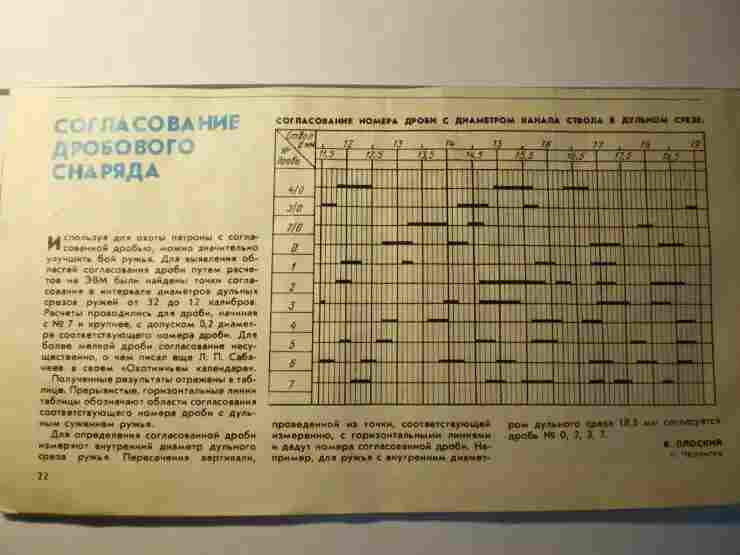 СОГЛАСОВАНИЕ
ДРОБОВОГО
СНАРЯДА
Используя для охоты патроны с согла-
сованной дробью, можно значительно
улучшить бой ружья. Для выявления об-
ластей согласования дроби путем расче-
тов на ЭВМ были найдены точки согла-
сования в интервале диаметров дульных
срезов ружей от 32 до 12 калибров.
Расчеты проводились для дроби, начиная
с № 7 и крупнее, с допуском 0,2 диамет-
ра соответствующего номера дроби. Для
более мелкой дроби согласование несу-
щественно, о чем писал еще Л. П. Саба-
неев в своем «Охотничьем календаре».
Полученные результаты отражены в таб-
лице. Прерывистые, горизонтальные линии
таблицы обозначают области согласования
соответствующего номера дроби с дуль-
ным сужением ружья.
Для определения согласованной дроби
измеряют внутренний диаметр дульного
среза ружья. Пересечения вертикали,
22
СОГЛАСОВАНИЕ НОМЕРА ДРОБИ С ДИАМЕТРОМ КАНАЛА СТВОЛА В ДУЛЬНОМ СРЕЗЕ.
Ствол мм 12 13 14 15 16 17 18 19
№ дробь 11,5 12,5 13,5 14,5 15,5 16,5 17,5 18,5
4/0
3/0
0
1
2
3
4
5
6
7
проведенной из точки, соответствующей
измерению, с горизонтальными линиями
и дадут номера согласованной дроби. На-
пример, для ружья с внутренним диамет-
ром дульного среза 18,5 мм согласуется
дробь № 0, 2, 3, 7.
В. ПЛОСКИЙ